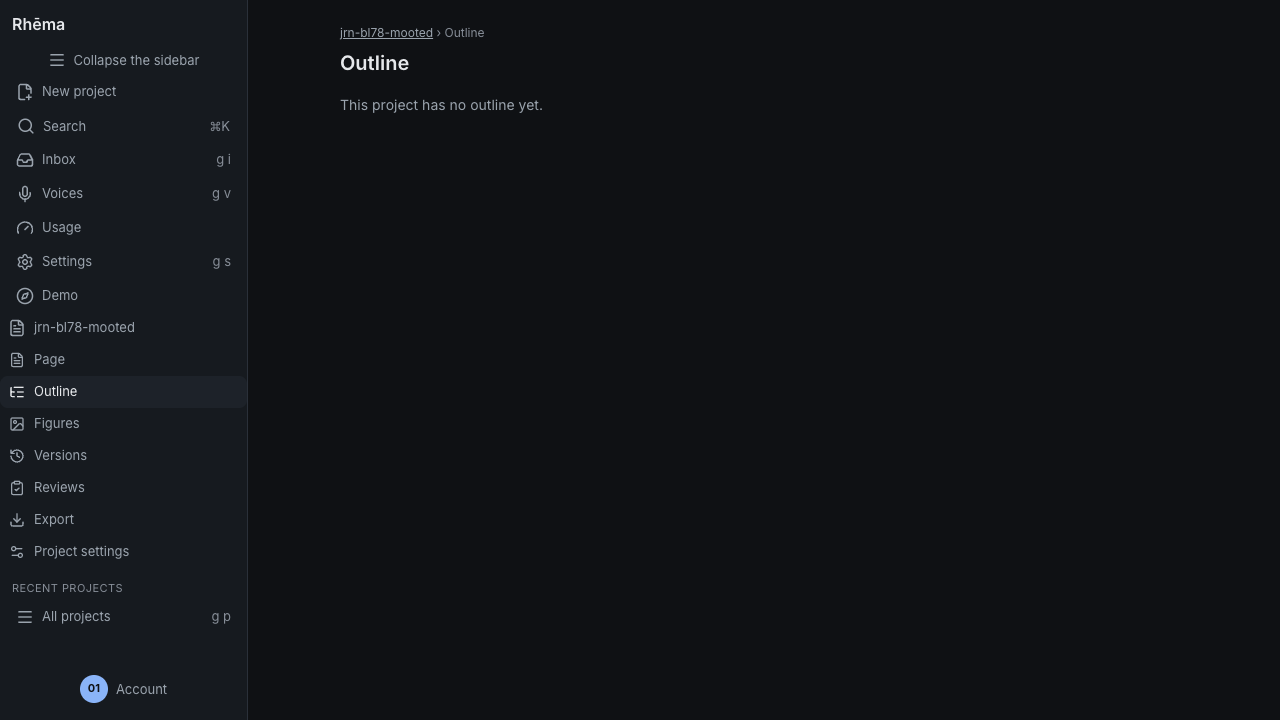 Rhēma
Collapse the sidebar
New project
Search ⌘K
Inbox g i
Voices g v
Usage
Settings g s
Demo
jrn-bl78-mooted
Page
Outline
Figures
Versions
Reviews
Export
Project settings
RECENT PROJECTS
All projects g p
01 Account
jrn-bl78-mooted › Outline
Outline
This project has no outline yet.